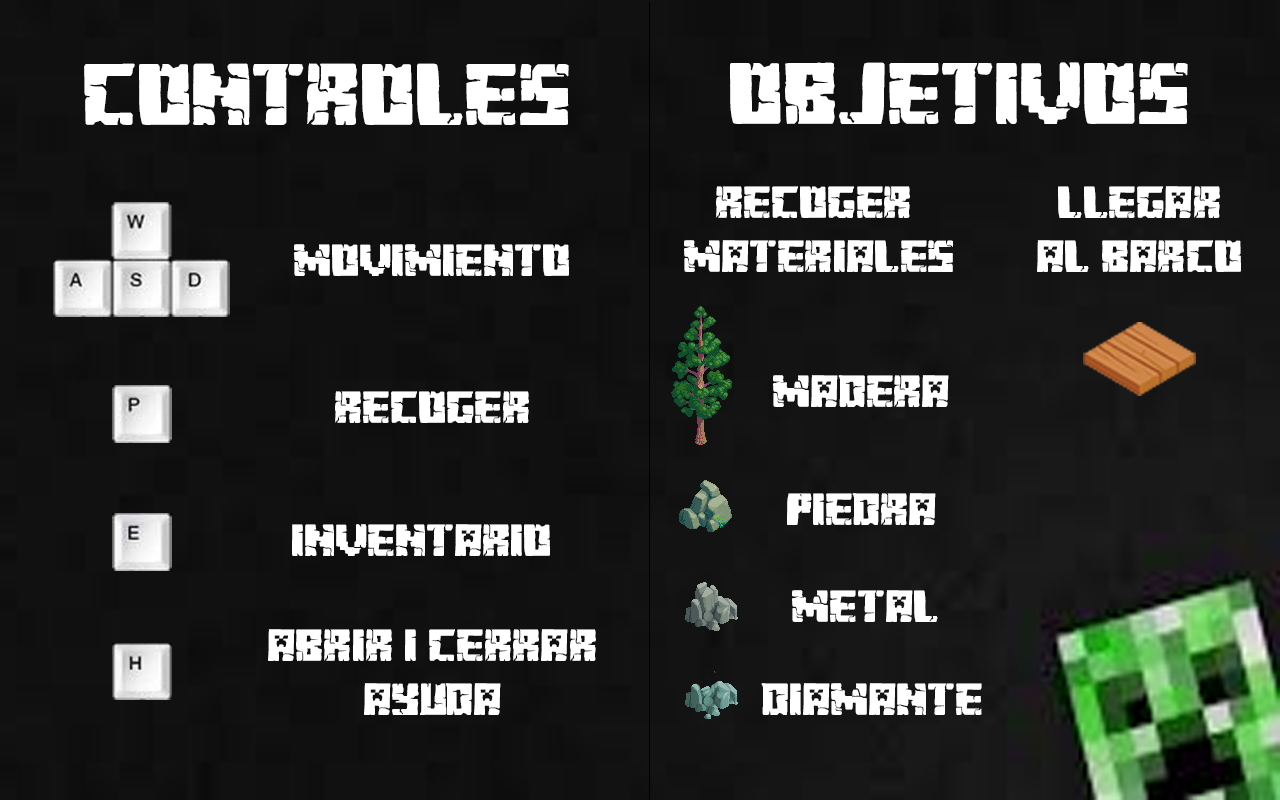 CONTROLES
W
A S D
MOVIMIENTO
P
RECOGER
E
INVENTARIO
H
ABRIR I CERRAR
AYUDA
OBJETIVOS
RECOGER
MATERIALES
MADERA
PIEDRA
METAL
DIAMANTE
LLEGAR
AL BARCO